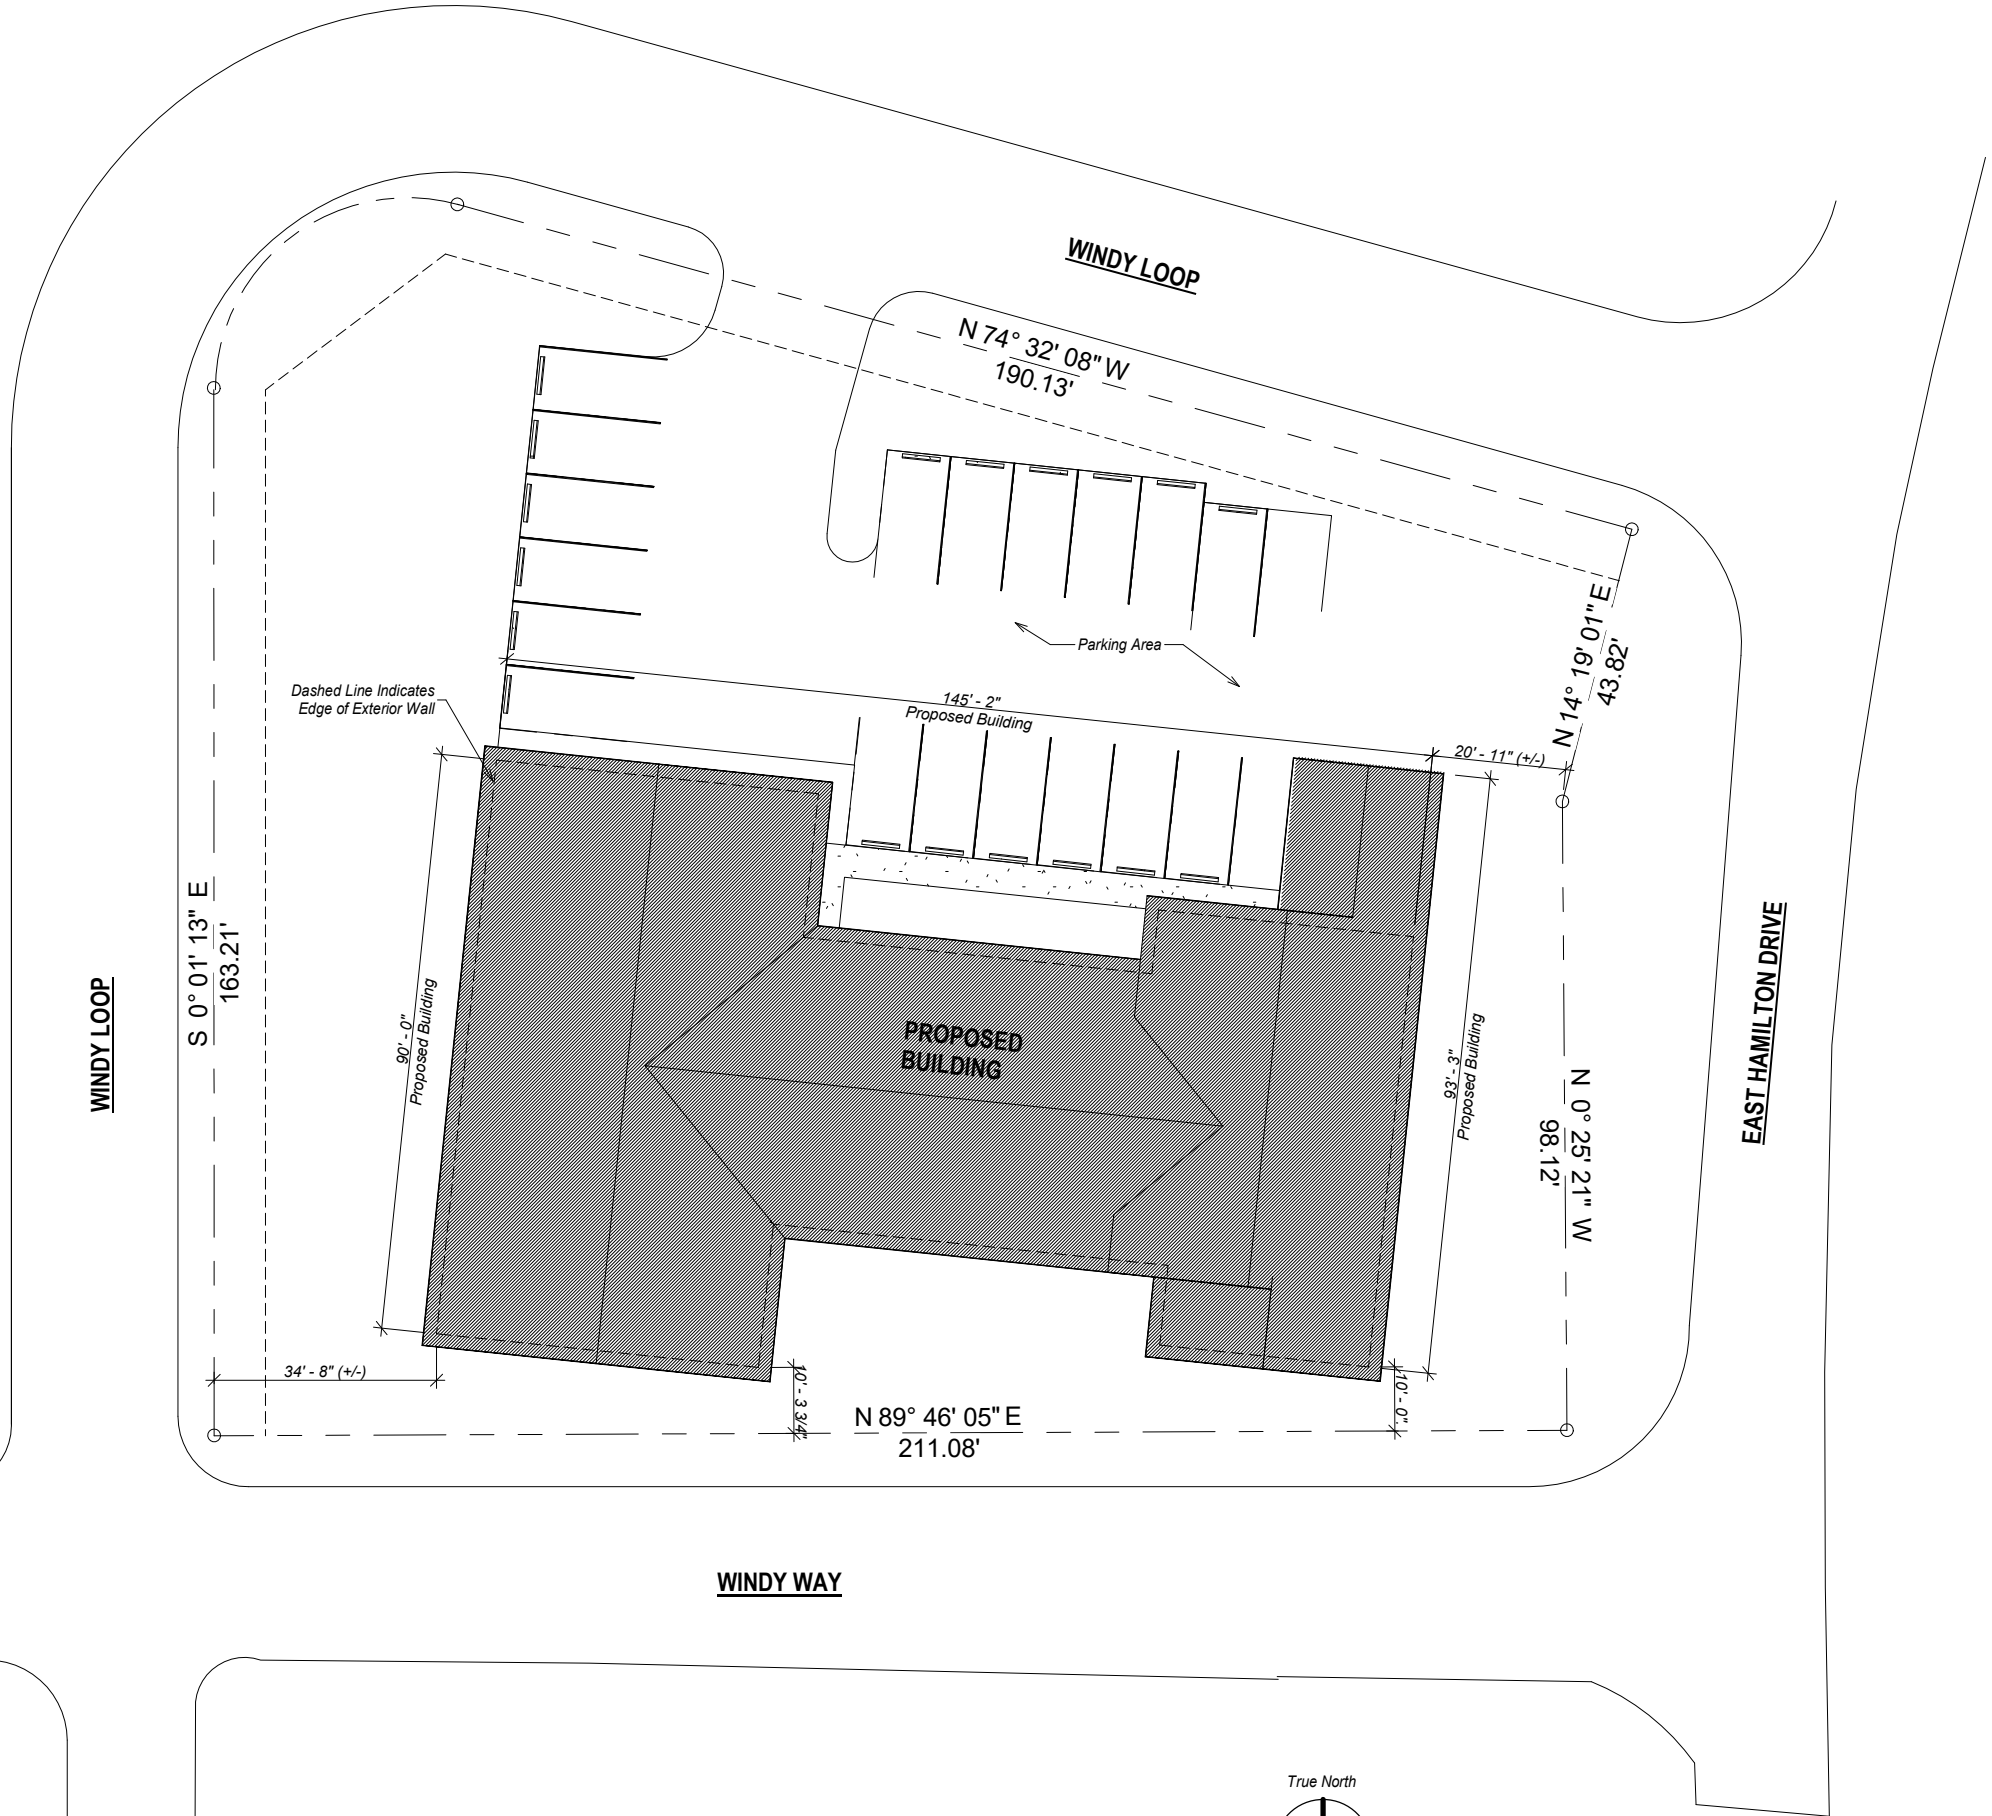 WINDY LOOP
N 74° 32' 08" W
190.13'
N 14° 19' 01" E
43.82'
Parking Area
Dashed Line Indicates
Edge of Exterior Wall
145' - 2"
Proposed Building
20' - 11" (+/-)
S 0° 01' 13" E
163.21'
WINDY LOOP
90' - 0"
Proposed Building
PROPOSED
BUILDING
93' - 3"
Proposed Building
N 0° 25' 21" W
98.12'
EAST HAMILTON DRIVE
34' - 8" (+/-)
10' - 3 3/4"
10' - 0"
N 89° 46' 05" E
211.08'
WINDY WAY
True North